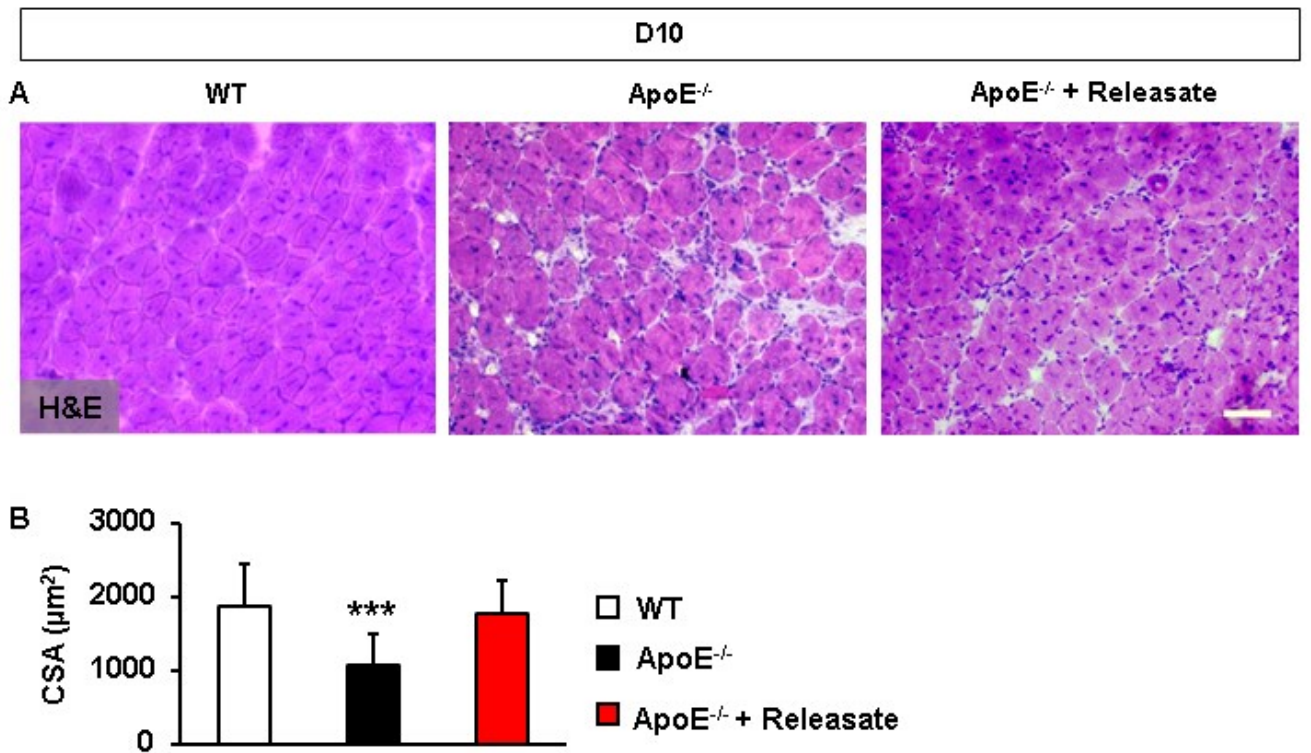 D10
A WT ApoE⁻/⁻ ApoE⁻/⁻ + Releasate
H&E
B
3000
2000
1000
0
CSA (µm²)
***
WT
ApoE⁻/⁻
ApoE⁻/⁻ + Releasate